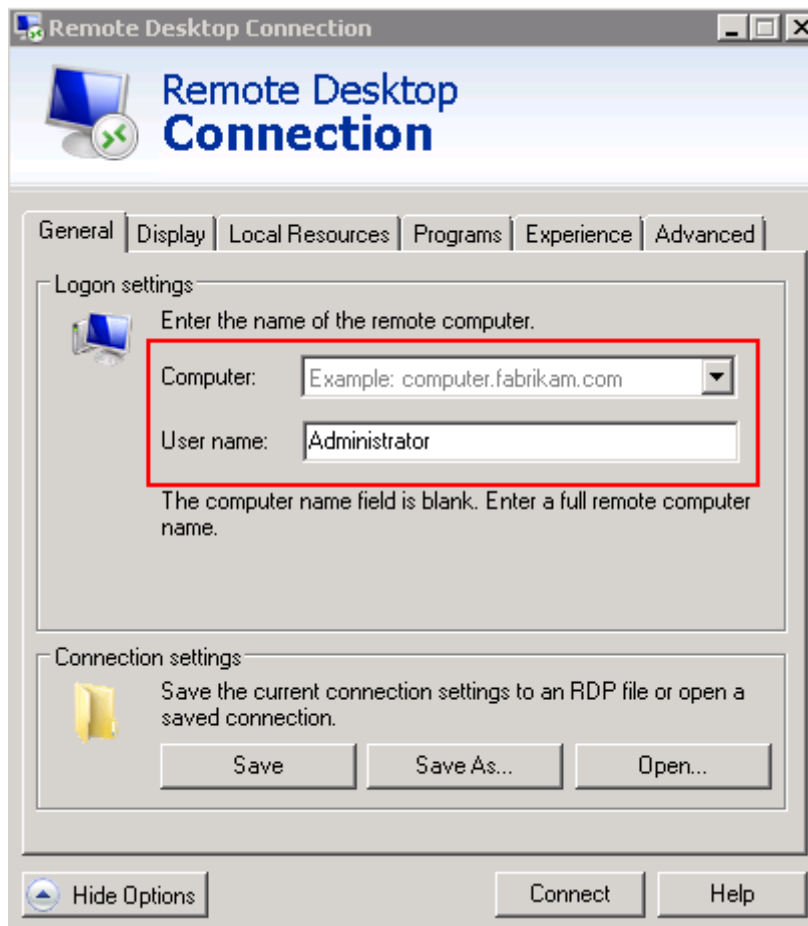 Remote Desktop Connection
Remote Desktop
Connection
General Display Local Resources Programs Experience Advanced
Logon settings
Enter the name of the remote computer.
Computer: Example: computer.fabrikam.com
User name: Administrator
The computer name field is blank. Enter a full remote computer
name.
Connection settings
Save the current connection settings to an RDP file or open a
saved connection.
Save Save As... Open...
Hide Options Connect Help